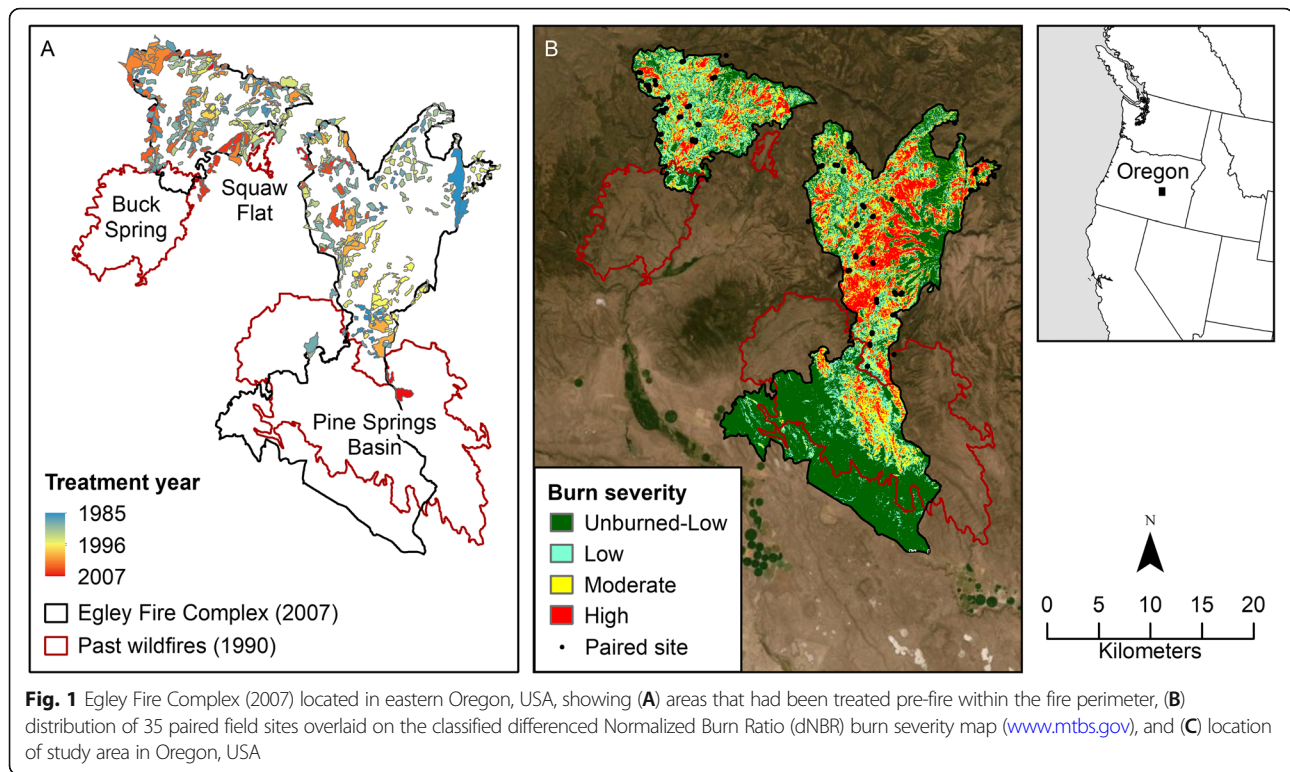 A
Buck
Spring
Squaw
Flat
Pine Springs
Basin
Treatment year
1985
1996
2007
Egley Fire Complex (2007)
Past wildfires (1990)
B
Burn severity
Unburned-Low
Low
Moderate
High
Paired site
Oregon
N
0 5 10 15 20
Kilometers
Fig. 1 Egley Fire Complex (2007) located in eastern Oregon, USA, showing (A) areas that had been treated pre-fire within the fire perimeter, (B)
distribution of 35 paired field sites overlaid on the classified differenced Normalized Burn Ratio (dNBR) burn severity map (www.mtbs.gov), and (C) location
of study area in Oregon, USA